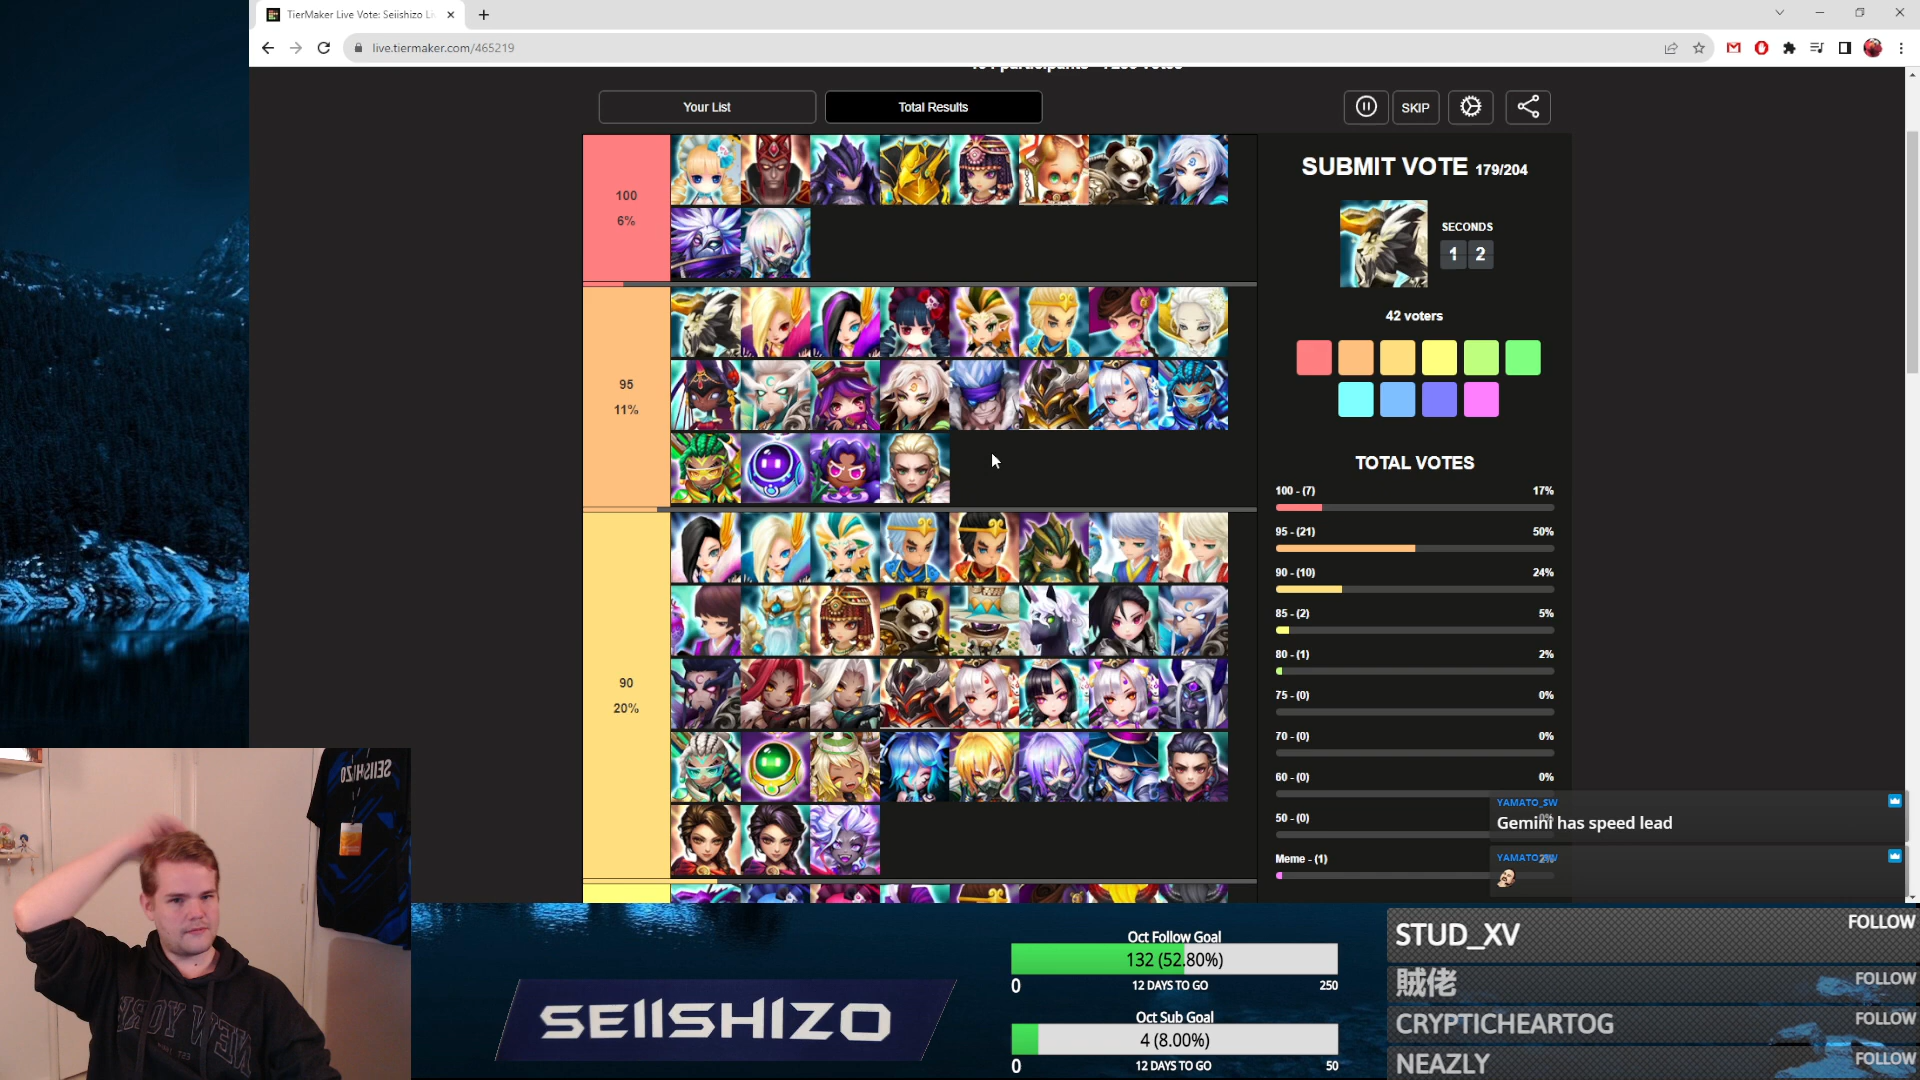 TierMaker Live Vote: Seiishizo Li
live.tiermaker.com/465219
Your List
Total Results
SKIP
100
6%
95
11%
90
20%
SUBMIT VOTE 179/204
SECONDS
1 2
42 voters
TOTAL VOTES
100 - (7) 17%
95 - (21) 50%
90 - (10) 24%
85 - (2) 5%
80 - (1) 2%
75 - (0) 0%
70 - (0) 0%
60 - (0) 0%
50 - (0)
Meme - (1) 2%
YAMATO_SW
Gemini has speed lead
SEIISHIZO
NEW YORK
SEIISHIZO
Oct Follow Goal
132 (52.80%)
0 12 DAYS TO GO 250
Oct Sub Goal
4 (8.00%)
0 12 DAYS TO GO 50
STUD_XV FOLLOW
賊佬 FOLLOW
CRYPTICHEARTOG FOLLOW
NEAZLY FOLLOW